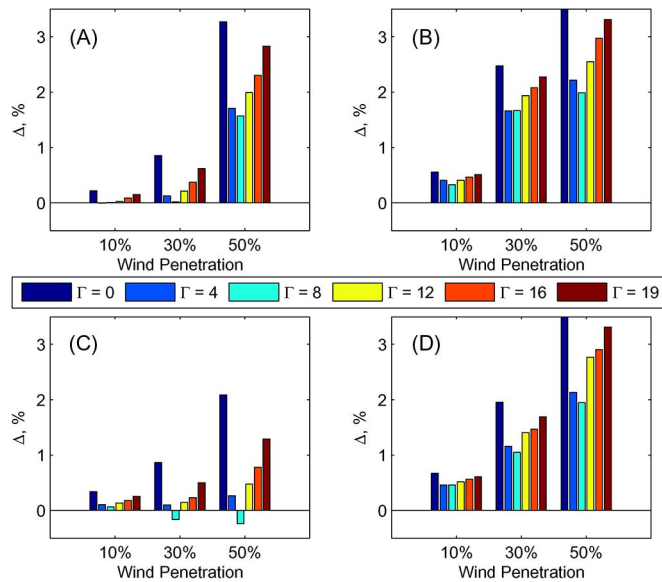 (A)
3
2
1
0
Δ, %
10% 30% 50%
Wind Penetration
(B)
3
2
1
0
Δ, %
10% 30% 50%
Wind Penetration
Γ = 0 Γ = 4 Γ = 8 Γ = 12 Γ = 16 Γ = 19
(C)
3
2
1
0
Δ, %
10% 30% 50%
Wind Penetration
(D)
3
2
1
0
Δ, %
10% 30% 50%
Wind Penetration